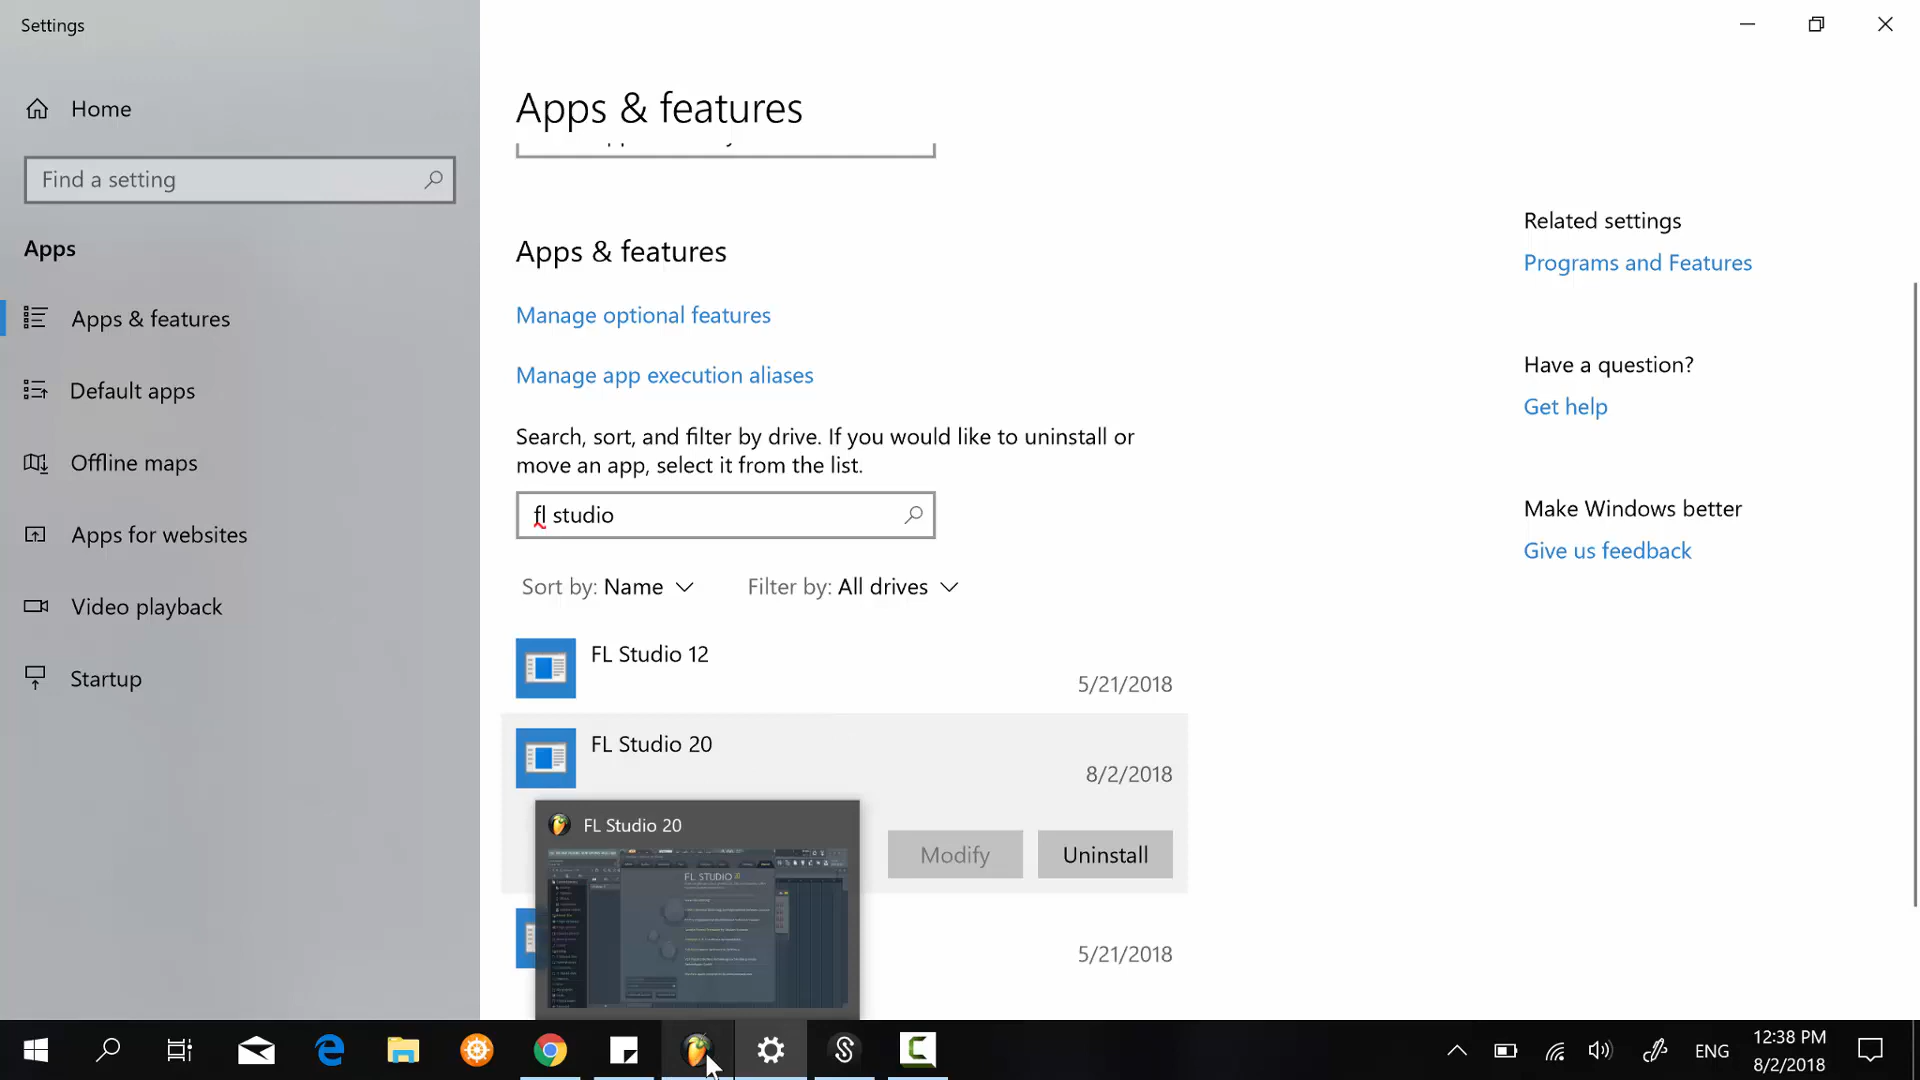 Settings
Home
Find a setting
Apps
Apps & features
Default apps
Offline maps
Apps for websites
Video playback
Startup
Apps & features
Apps & features
Manage optional features
Manage app execution aliases
Search, sort, and filter by drive. If you would like to uninstall or
move an app, select it from the list.
fl studio
Sort by: Name
Filter by: All drives
FL Studio 12
5/21/2018
FL Studio 20
8/2/2018
Modify
Uninstall
5/21/2018
FL Studio 20
FL STUDIO
Related settings
Programs and Features
Have a question?
Get help
Make Windows better
Give us feedback
ENG
12:38 PM
8/2/2018